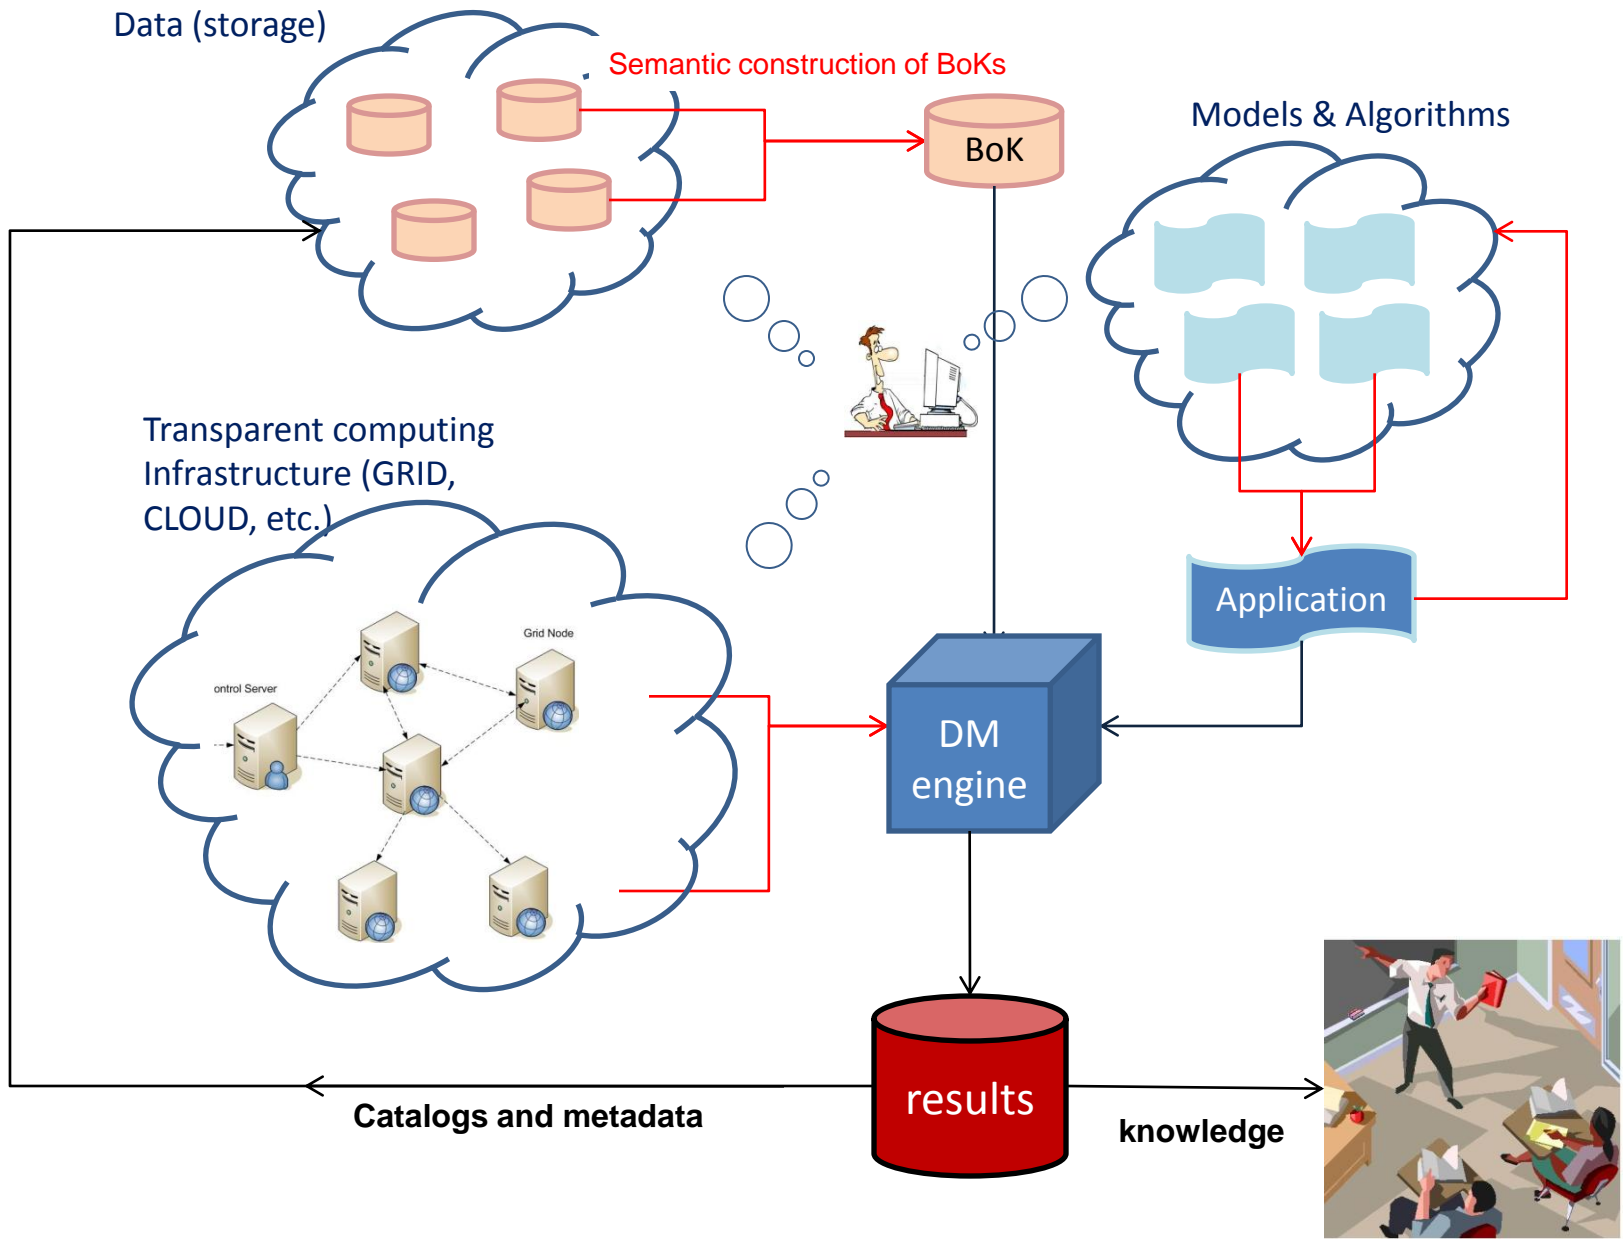 Data (storage)
Semantic construction of BoKs
BoK
Models & Algorithms
Transparent computing
Infrastructure (GRID,
CLOUD, etc.)
Grid Node
ontrol Server
Application
DM
engine
results
Catalogs and metadata
knowledge